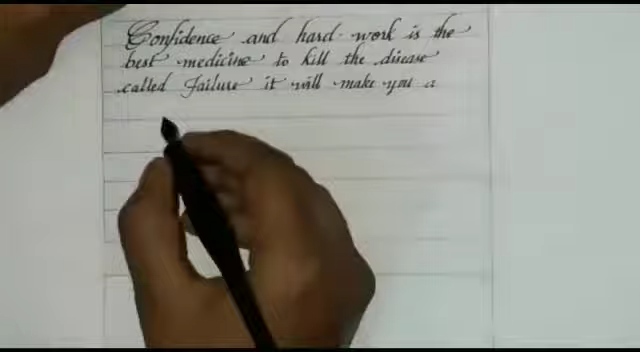 Confidence and hard work is the
best medicine to kill the disease
called Failure it will make you a